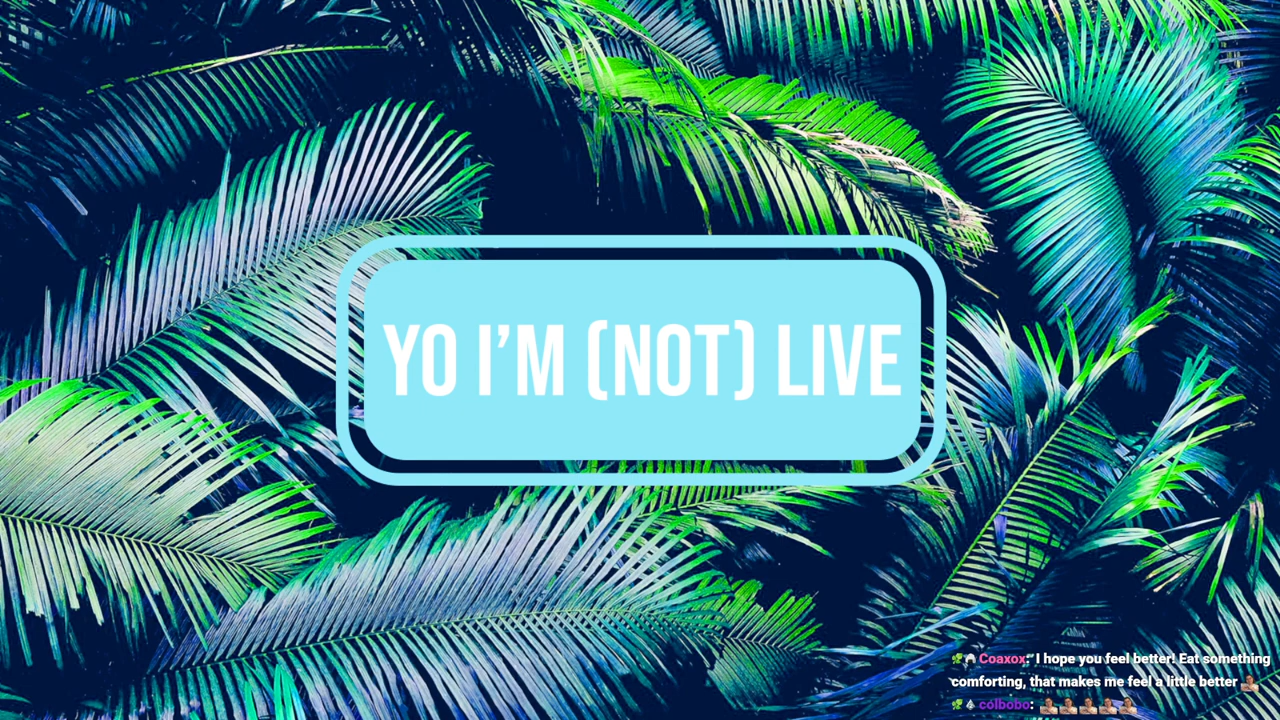 YO I’M (NOT) LIVE
Coaxox: I hope you feel better! Eat something
comforting, that makes me feel a little better
colbobo: